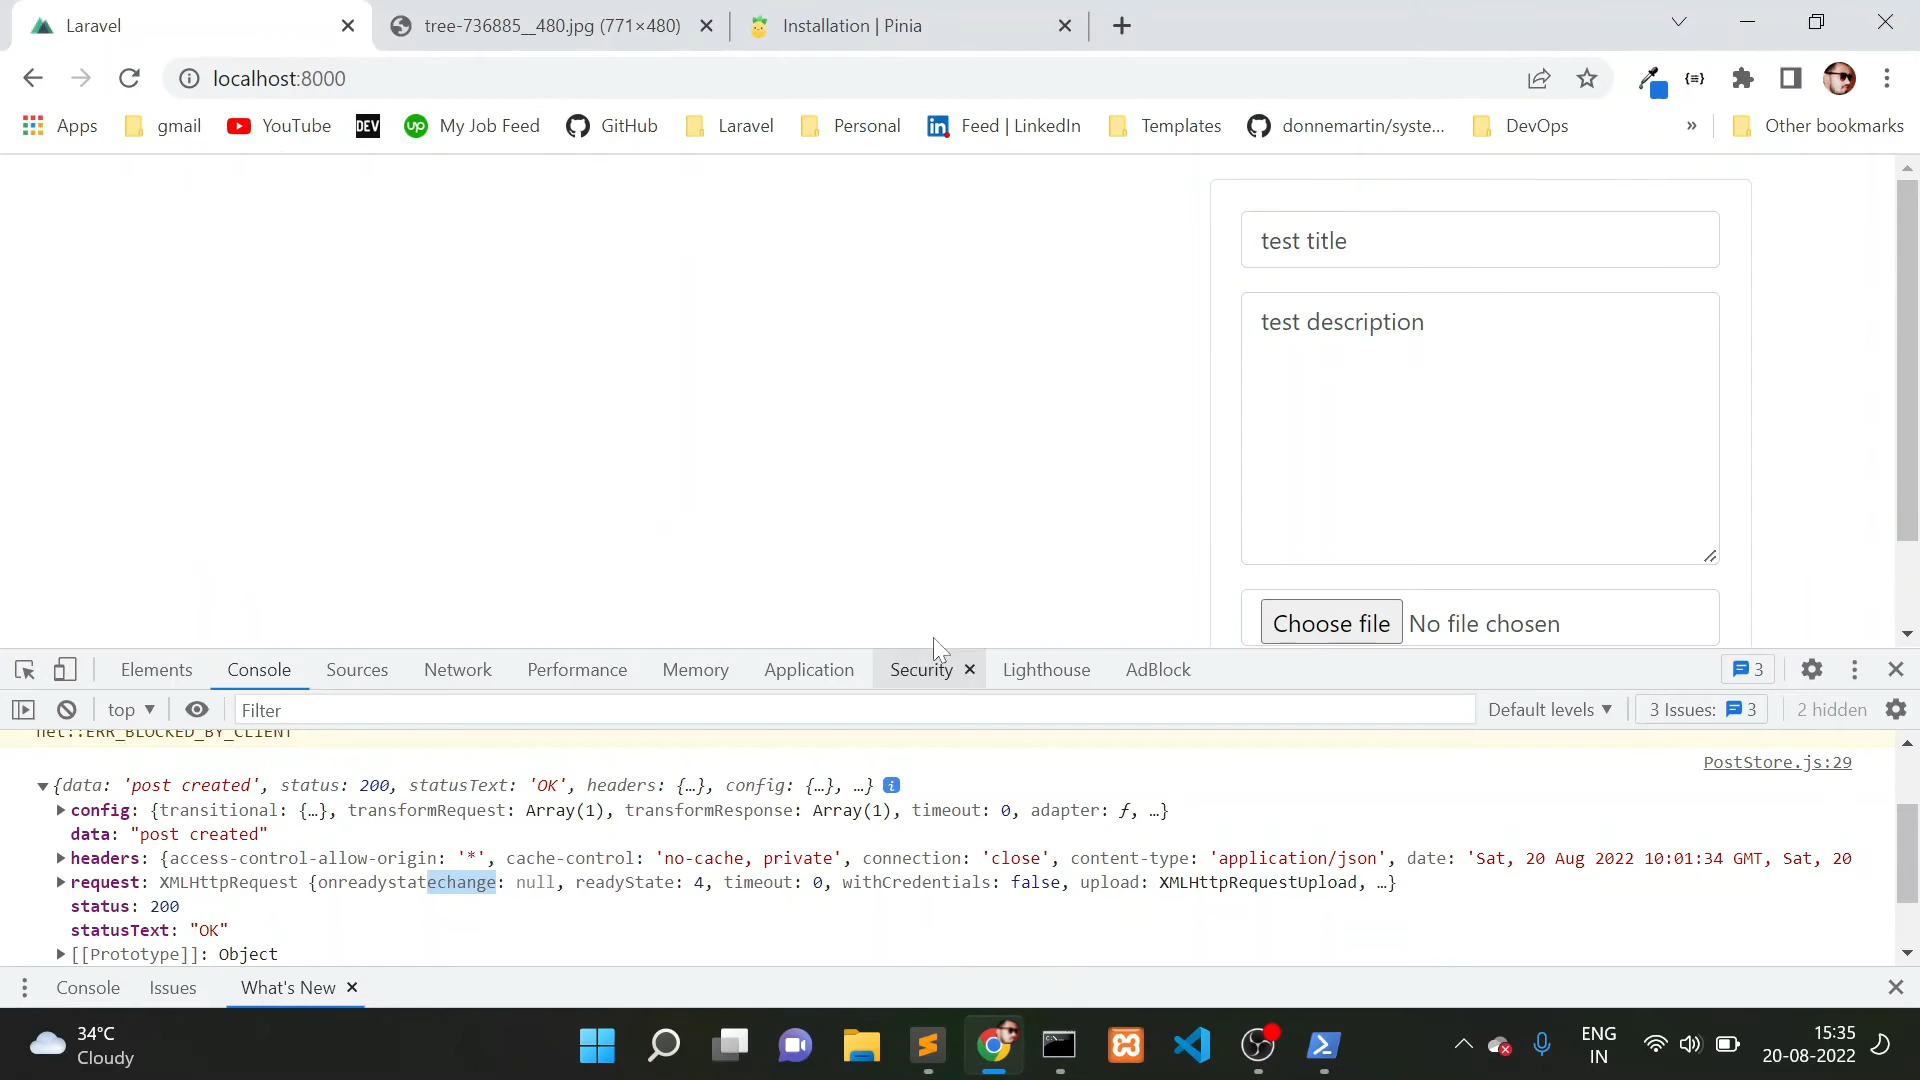 Laravel
tree-736885__480.jpg (771×480)
Installation | Pinia
localhost:8000
Apps
gmail
YouTube
DEV
up My Job Feed
GitHub
Laravel
Personal
in Feed | LinkedIn
Templates
donnemartin/syste...
DevOps
»
Other bookmarks
test title
test description
Choose file No file chosen
Elements Console Sources Network Performance Memory Application Security Lighthouse AdBlock 3
top Filter Default levels 3 Issues: 3 2 hidden
net::ERR_BLOCKED_BY_CLIENT
PostStore.js:29
{data: 'post created', status: 200, statusText: 'OK', headers: {…}, config: {…}, …} i
config: {transitional: {…}, transformRequest: Array(1), transformResponse: Array(1), timeout: 0, adapter: ƒ, …}
data: "post created"
headers: {access-control-allow-origin: '*', cache-control: 'no-cache, private', connection: 'close', content-type: 'application/json', date: 'Sat, 20 Aug 2022 10:01:34 GMT, Sat, 20
request: XMLHttpRequest {onreadystatechange: null, readyState: 4, timeout: 0, withCredentials: false, upload: XMLHttpRequestUpload, …}
status: 200
statusText: "OK"
[[Prototype]]: Object
Console Issues What's New
34°C
Cloudy
ENG
IN
15:35
20-08-2022